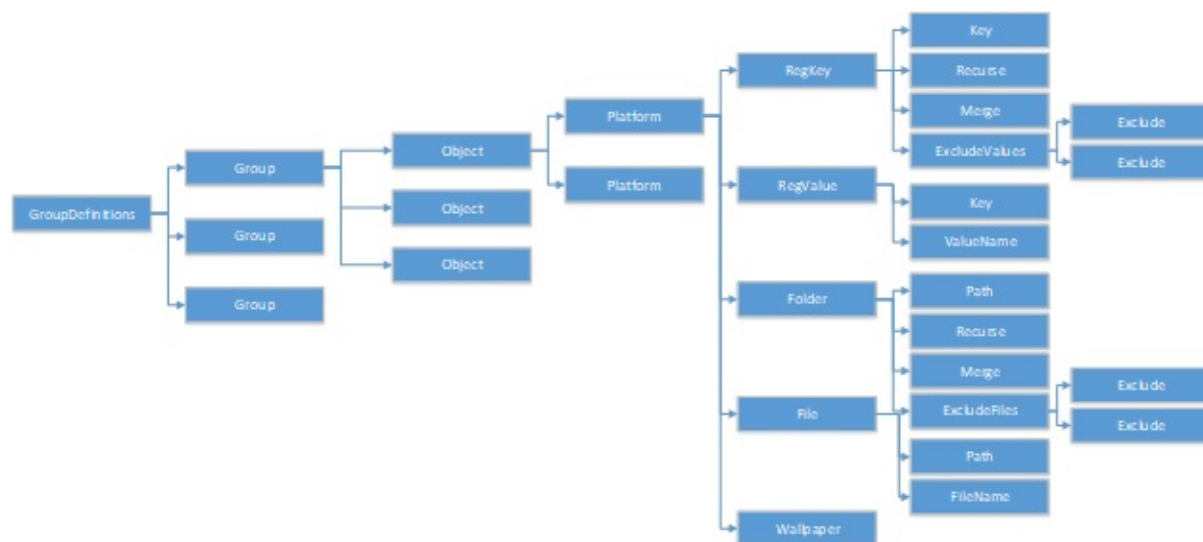 GroupDefinitions
Group
Group
Group
Object
Object
Object
Platform
Platform
RegKey
RegValue
Folder
File
Wallpaper
Key
Recurse
Merge
ExcludeValues
Key
ValueName
Path
Recurse
Merge
ExcludeFiles
Path
FileName
Exclude
Exclude
Exclude
Exclude